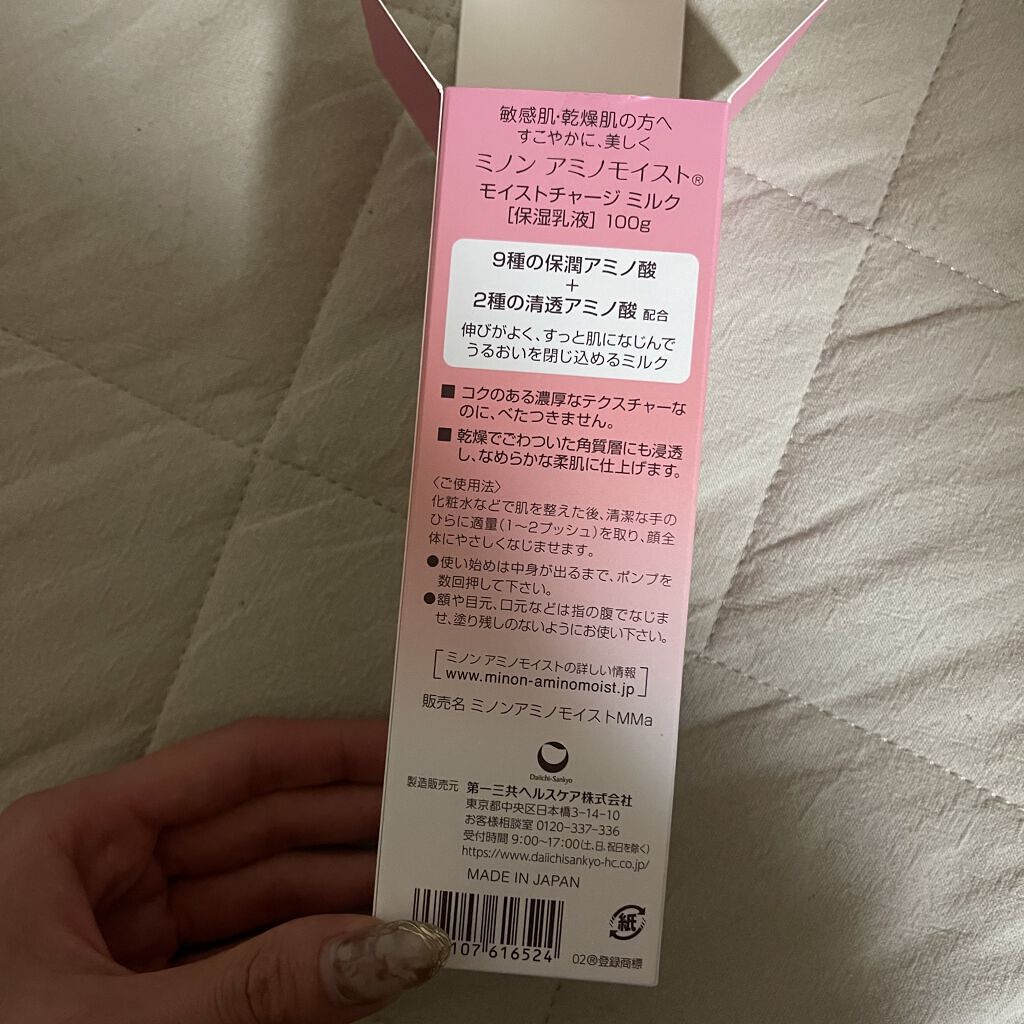 敏感肌・乾燥肌の方へ
すこやかに、美しく
ミノン アミノモイスト®
モイストチャージ ミルク
[保湿乳液] 100g
9種の保潤アミノ酸
+
2種の清透アミノ酸 配合
伸びがよく、すっと肌になじんで
うるおいを閉じ込めるミルク
■ コクのある濃厚なテクスチャーな
のに、べたつきません。
■ 乾燥でごわついた角質層にも浸透
し、なめらかな柔肌に仕上げます。
〈ご使用法〉
化粧水などで肌を整えた後、清潔な手の
ひらに適量(1〜2プッシュ)を取り、顔全
体にやさしくなじませます。
●使い始めは中身が出るまで、ポンプを
数回押して下さい。
●額や目元、口元などは指の腹でなじま
せ、塗り残しのないようにお使い下さい。
ミノン アミノモイストの詳しい情報
www.minon-aminomoist.jp
販売名 ミノンアミノモイストMMa
Daiichi-Sankyo
製造販売元 第一三共ヘルスケア株式会社
東京都中央区日本橋3-14-10
お客様相談室 0120-337-336
受付時間 9:00〜17:00(土、日、祝日を除く)
https://www.daiichisankyo-hc.co.jp/
MADE IN JAPAN
紙
107 616524
02®登録商標